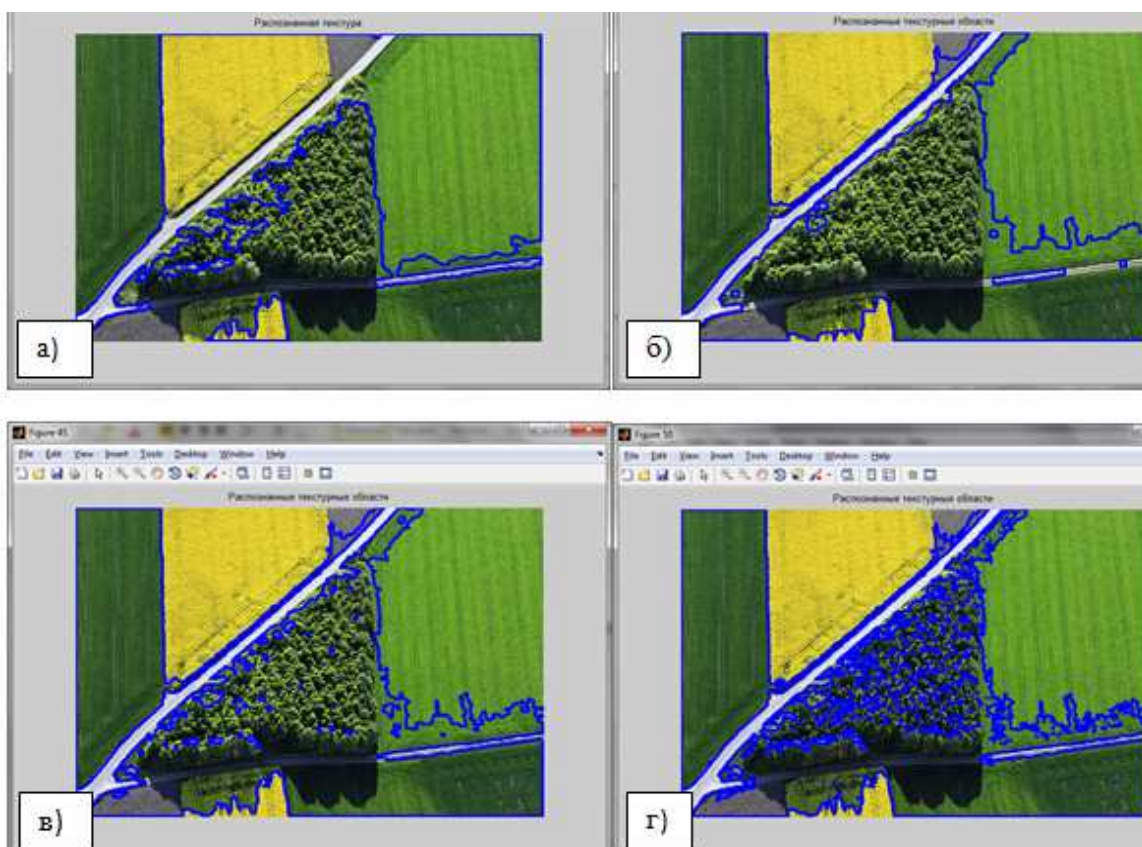 Распознанная текстура
Распознанные текстурные области
а)
б)
Figure 45
File Edit View Insert Tools Desktop Window Help
Распознанные текстурные области
Figure 50
File Edit View Insert Tools Desktop Window Help
Распознанные текстурные области
в)
г)